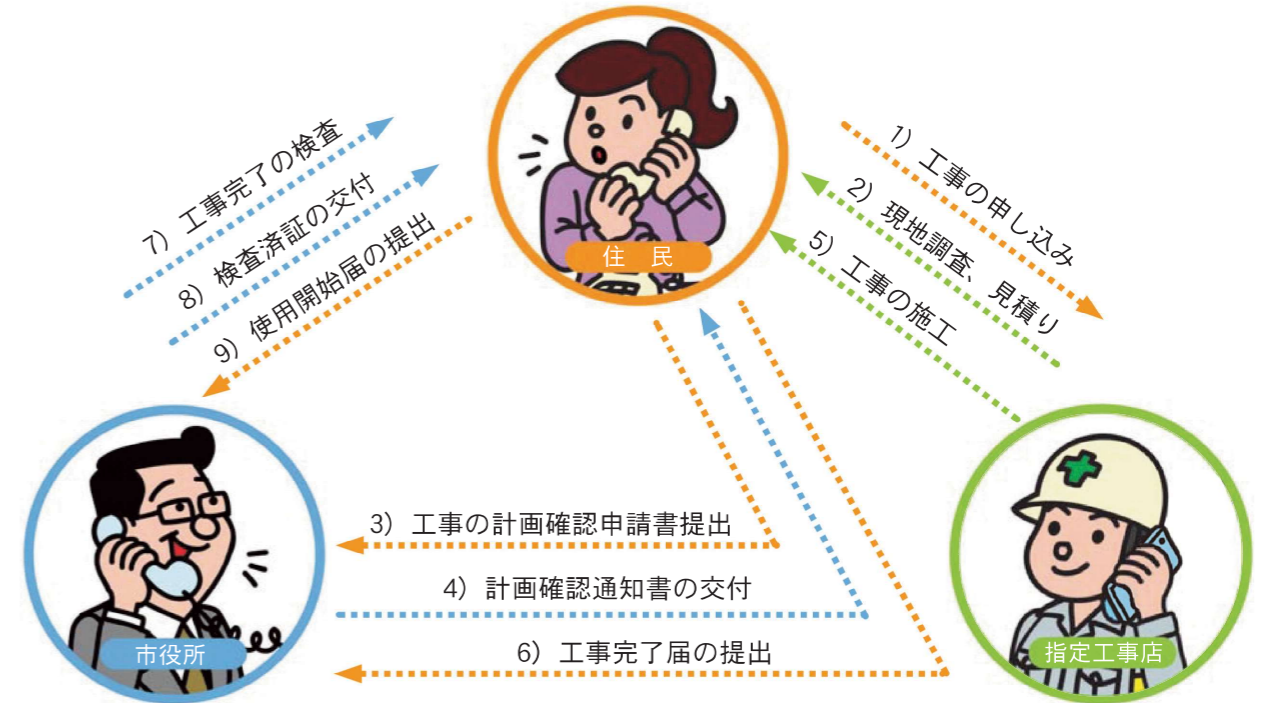 7）工事完了の検査
8）検査済証の交付
9）使用開始届の提出
住　民
1）工事の申し込み
2）現地調査、見積り
5）工事の施工
3）工事の計画確認申請書提出
4）計画確認通知書の交付
6）工事完了届の提出
市役所
指定工事店